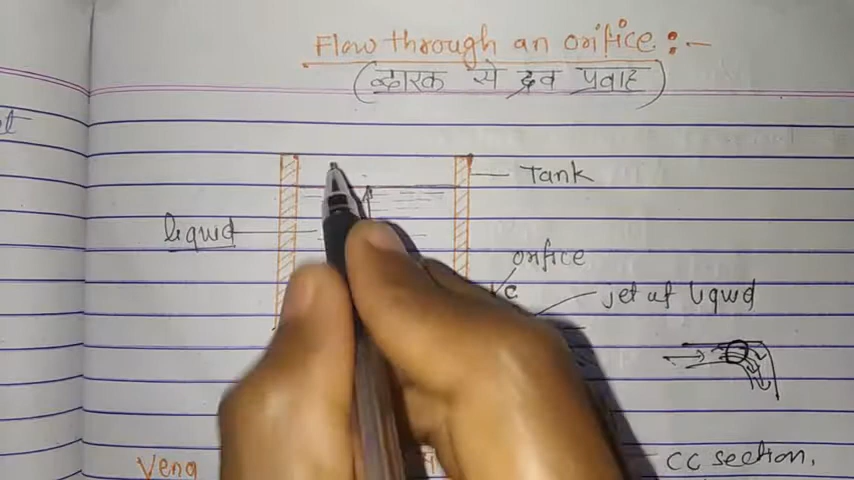 Flow through an orifice :-
(द्वारक से द्रव प्रवाह)
Tank
liquid
orifice
C
jet of liquid
Vena
CC section.